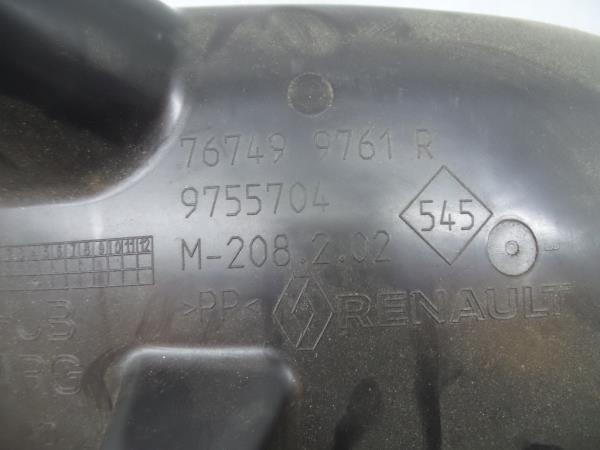 76749 9761 R
9755704
545
M-208.2.02
>PP< RENAULT